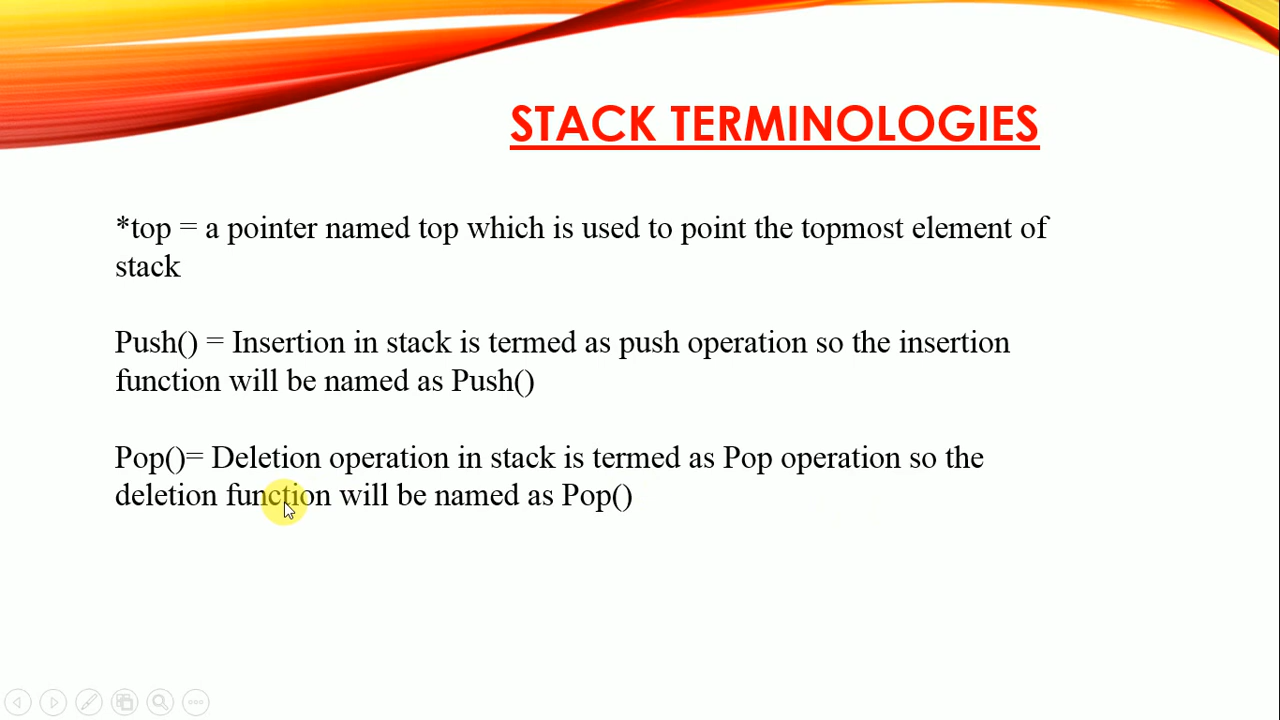 STACK TERMINOLOGIES
*top = a pointer named top which is used to point the topmost element of
stack
Push() = Insertion in stack is termed as push operation so the insertion
function will be named as Push()
Pop()= Deletion operation in stack is termed as Pop operation so the
deletion function will be named as Pop()